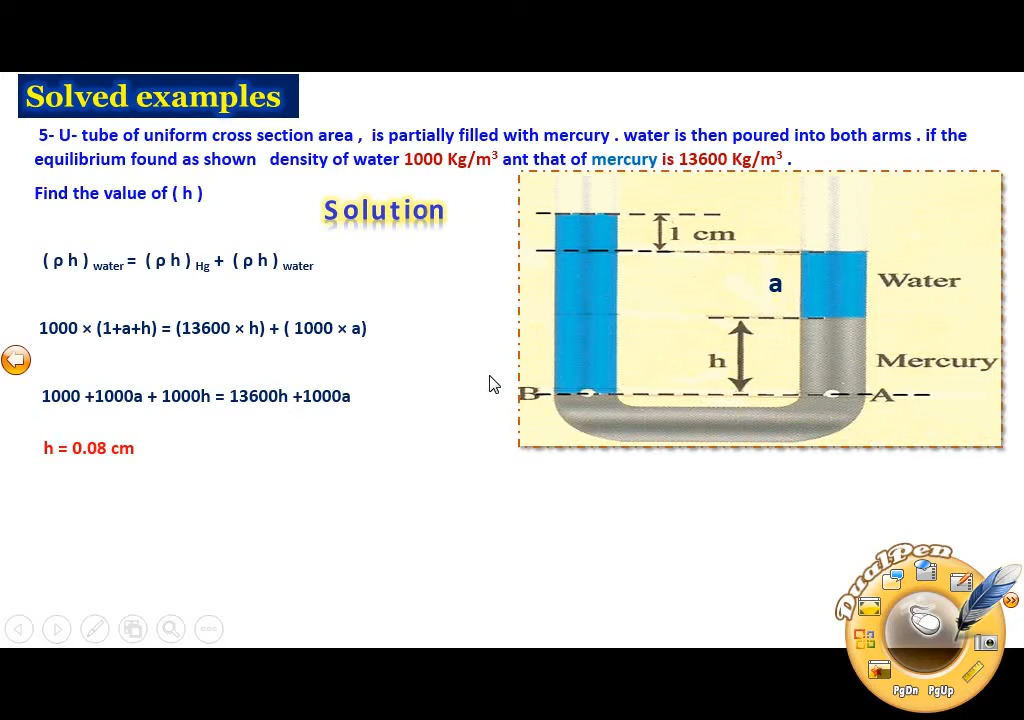 Solved examples
5- U- tube of uniform cross section area , is partially filled with mercury . water is then poured into both arms . if the
equilibrium found as shown density of water 1000 Kg/m³ ant that of mercury is 13600 Kg/m³ .
Find the value of ( h )
Solution
( ρ h ) water = ( ρ h ) Hg + ( ρ h ) water
1000 × (1+a+h) = (13600 × h) + ( 1000 × a)
1000 +1000a + 1000h = 13600h +1000a
h = 0.08 cm
1 cm
a
Water
h
Mercury
B
A
DualPen
PgDn PgUp